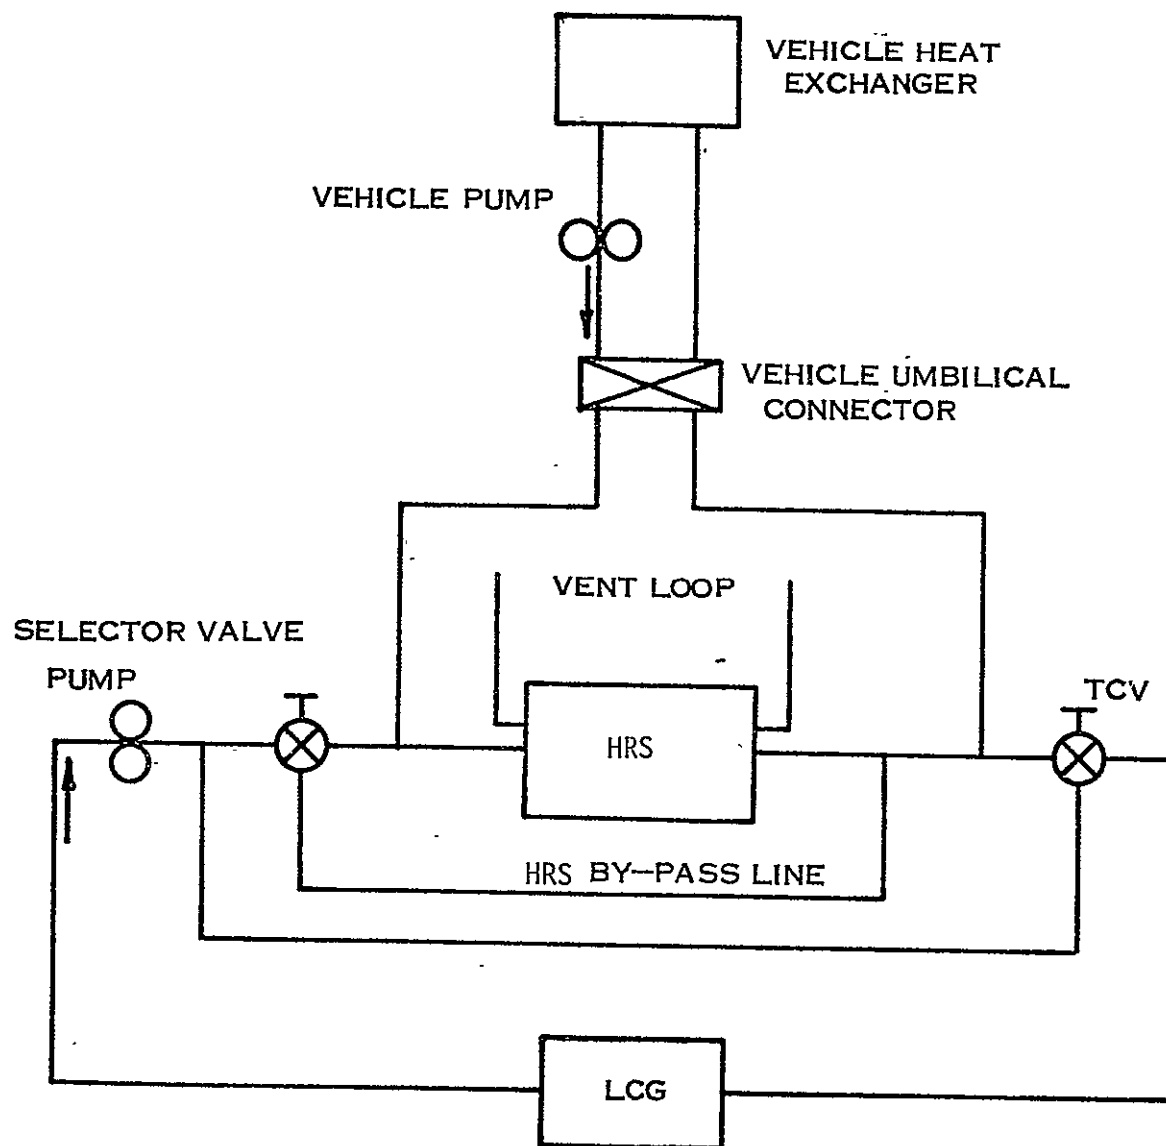 VEHICLE HEAT
EXCHANGER
VEHICLE PUMP
VEHICLE UMBILICAL
CONNECTOR
VENT LOOP
SELECTOR VALVE
PUMP
TCV
HRS
HRS BY-PASS LINE
LCG